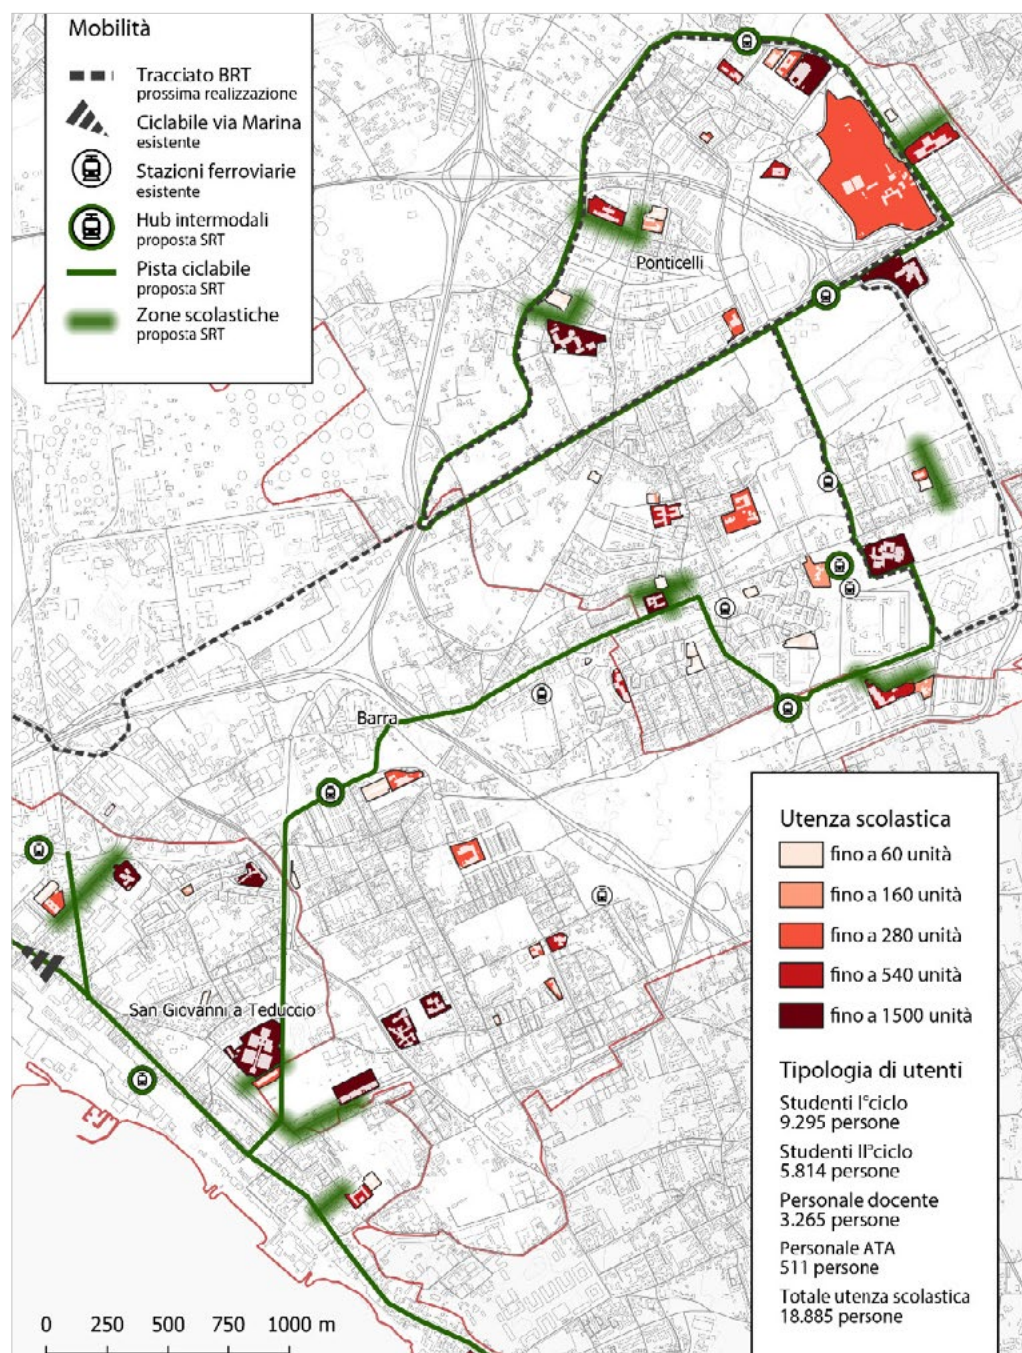 Mobilità
Tracciato BRT
prossima realizzazione
Ciclabile via Marina
esistente
Stazioni ferroviarie
esistente
Hub intermodali
proposta SRT
Pista ciclabile
proposta SRT
Zone scolastiche
proposta SRT
Ponticelli
Barra
San Giovanni a Teduccio
Utenza scolastica
fino a 60 unità
fino a 160 unità
fino a 280 unità
fino a 540 unità
fino a 1500 unità
Tipologia di utenti
Studenti I°ciclo
9.295 persone
Studenti II°ciclo
5.814 persone
Personale docente
3.265 persone
Personale ATA
511 persone
Totale utenza scolastica
18.885 persone
0 250 500 1000 m